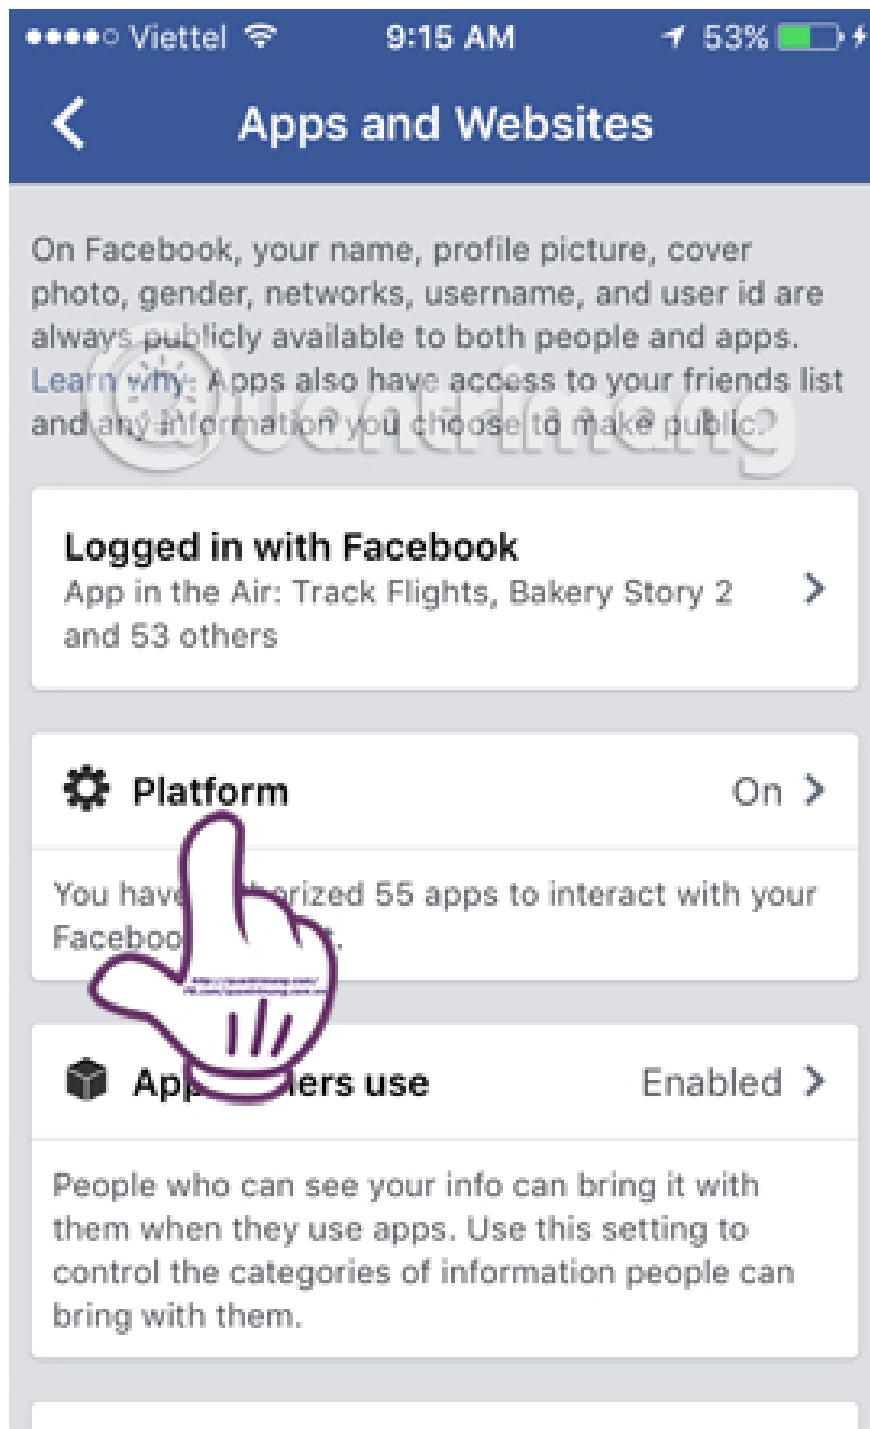 Viettel 9:15 AM 53%
Apps and Websites
On Facebook, your name, profile picture, cover
photo, gender, networks, username, and user id are
always publicly available to both people and apps.
Learn why. Apps also have access to your friends list
and any information you choose to make public.
Quantrimang
Logged in with Facebook
App in the Air: Track Flights, Bakery Story 2
and 53 others
Platform On
You have rized 55 apps to interact with your
Faceboo
App ers use Enabled
People who can see your info can bring it with
them when they use apps. Use this setting to
control the categories of information people can
bring with them.